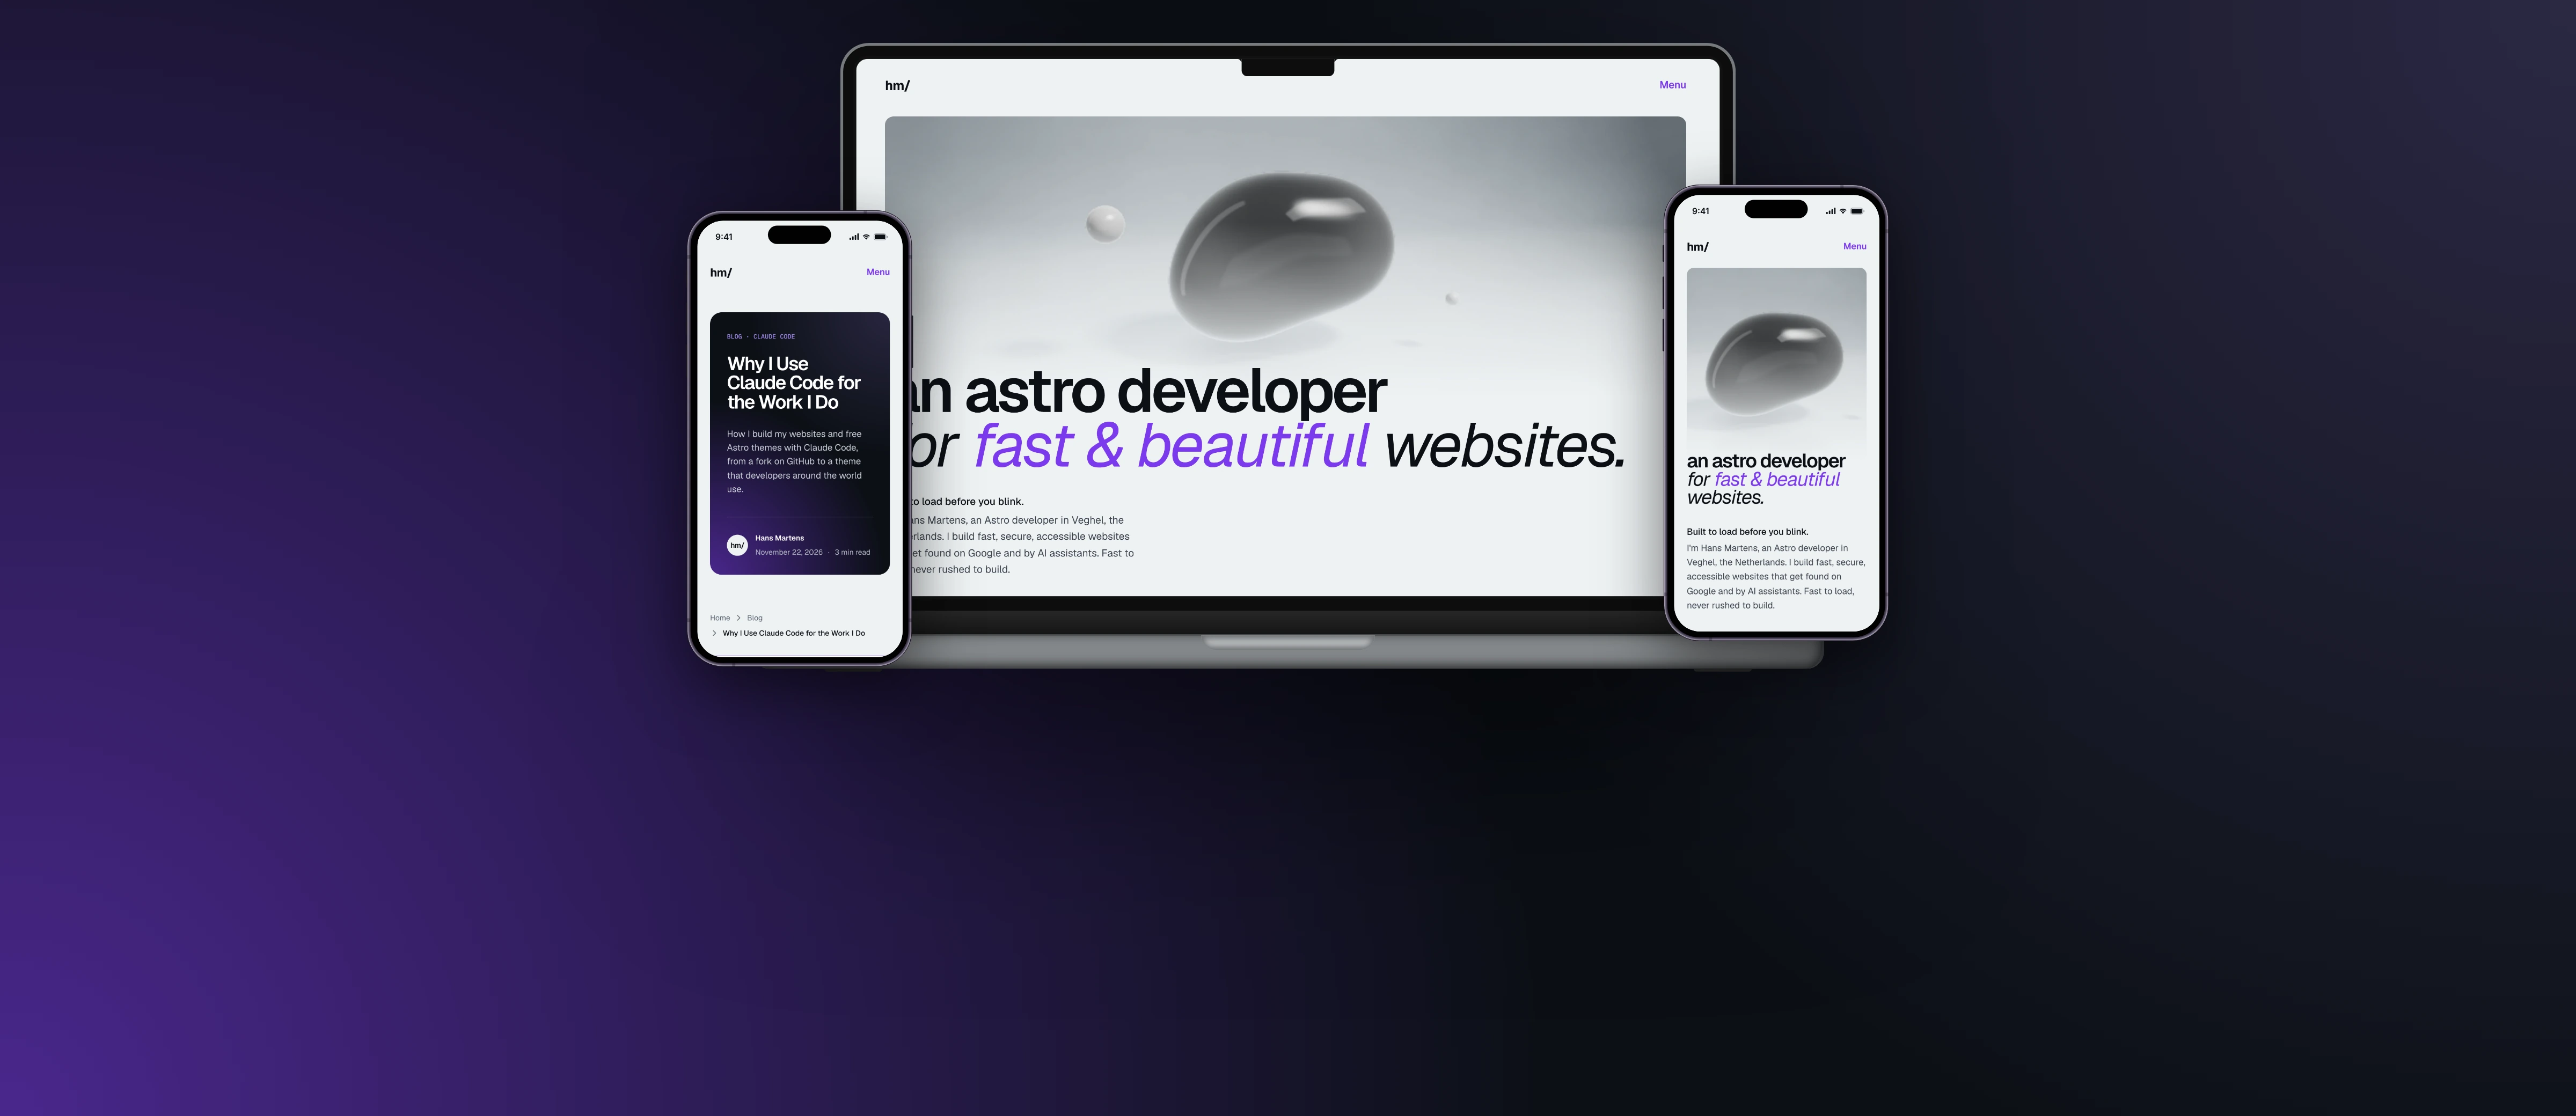 hm/
Menu
an astro developer
for fast & beautiful websites.
to load before you blink.
Hans Martens, an Astro developer in Veghel, the
Netherlands. I build fast, secure, accessible websites
get found on Google and by AI assistants. Fast to
never rushed to build.
9:41
hm/
Menu
BLOG - CLAUDE CODE
Why I Use
Claude Code for
the Work I Do
How I build my websites and free
Astro themes with Claude Code,
from a fork on GitHub to a theme
that developers around the world
use.
hm/
Hans Martens
November 22, 2026 · 3 min read
Home > Blog
> Why I Use Claude Code for the Work I Do
9:41
hm/
Menu
an astro developer
for fast & beautiful
websites.
Built to load before you blink.
I'm Hans Martens, an Astro developer in
Veghel, the Netherlands. I build fast, secure,
accessible websites that get found on
Google and by AI assistants. Fast to load,
never rushed to build.